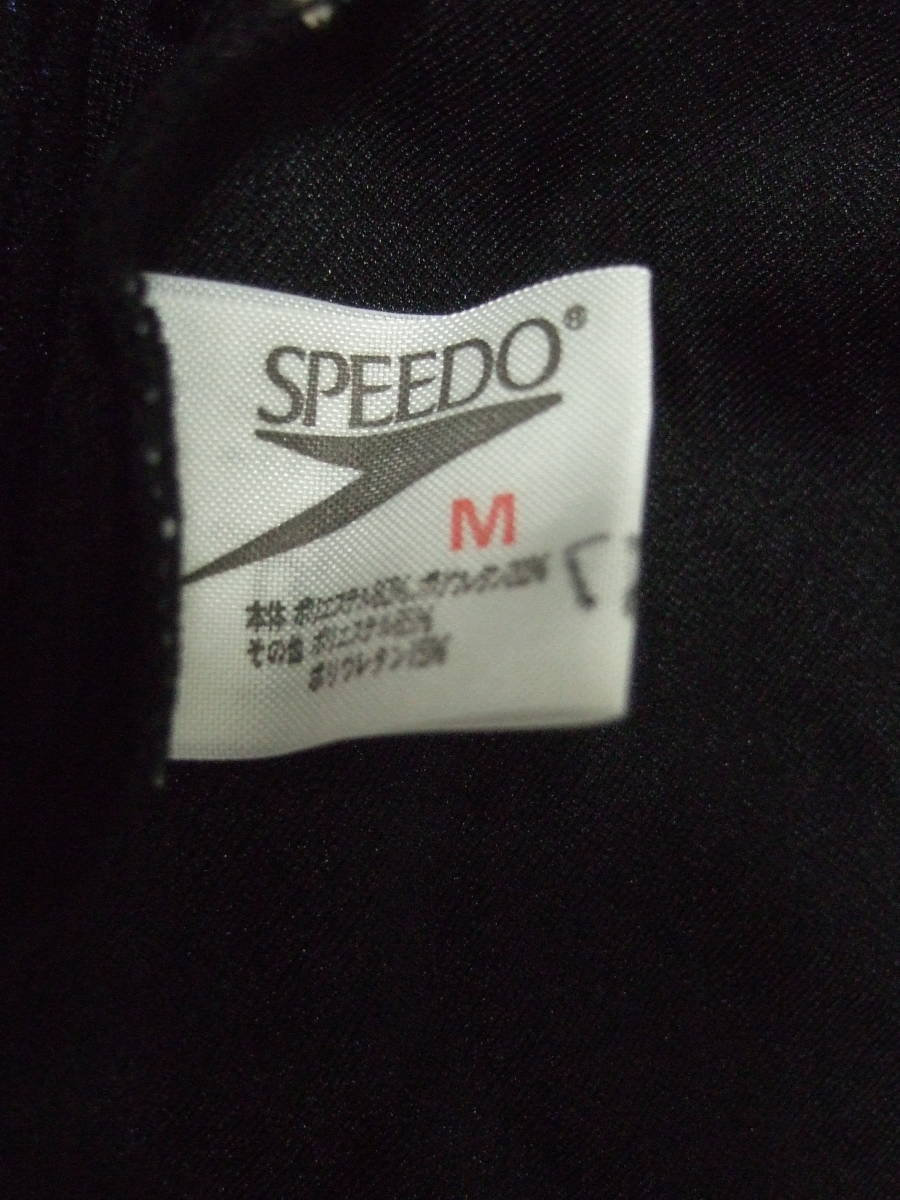 SPEEDO®
M
本体 ポリエステル80% ポリウレタン20%
その他 ポリエステル85%
ポリウレタン15%